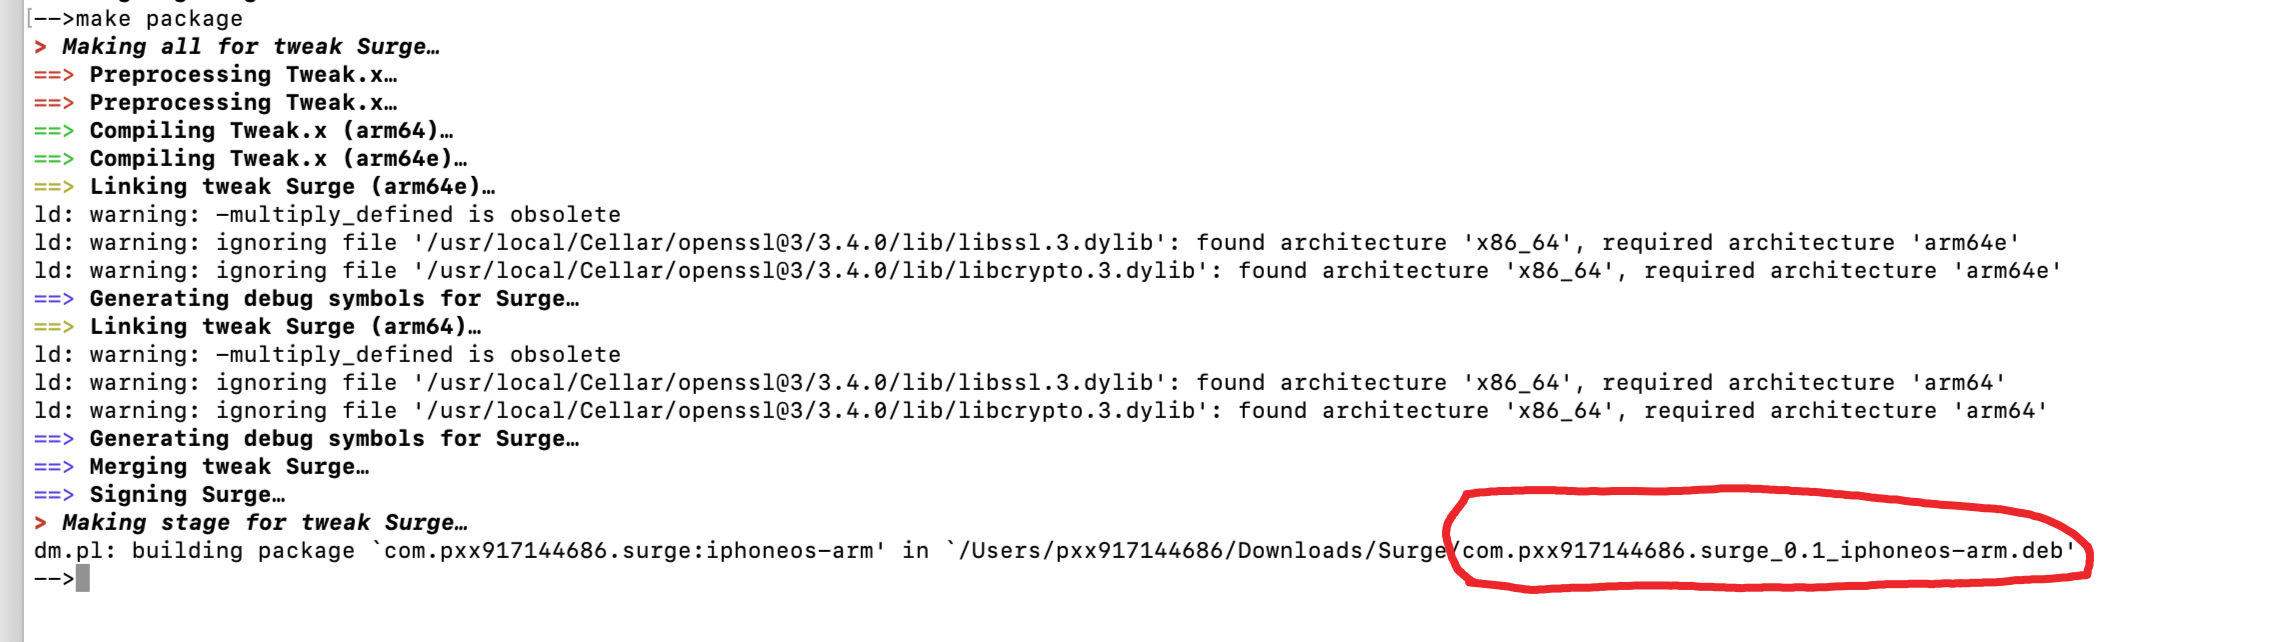 [-->make package
> Making all for tweak Surge…
==> Preprocessing Tweak.x…
==> Preprocessing Tweak.x…
==> Compiling Tweak.x (arm64)…
==> Compiling Tweak.x (arm64e)…
==> Linking tweak Surge (arm64e)…
ld: warning: -multiply_defined is obsolete
ld: warning: ignoring file '/usr/local/Cellar/openssl@3/3.4.0/lib/libssl.3.dylib': found architecture 'x86_64', required architecture 'arm64e'
ld: warning: ignoring file '/usr/local/Cellar/openssl@3/3.4.0/lib/libcrypto.3.dylib': found architecture 'x86_64', required architecture 'arm64e'
==> Generating debug symbols for Surge…
==> Linking tweak Surge (arm64)…
ld: warning: -multiply_defined is obsolete
ld: warning: ignoring file '/usr/local/Cellar/openssl@3/3.4.0/lib/libssl.3.dylib': found architecture 'x86_64', required architecture 'arm64'
ld: warning: ignoring file '/usr/local/Cellar/openssl@3/3.4.0/lib/libcrypto.3.dylib': found architecture 'x86_64', required architecture 'arm64'
==> Generating debug symbols for Surge…
==> Merging tweak Surge…
==> Signing Surge…
> Making stage for tweak Surge…
dm.pl: building package `com.pxx917144686.surge:iphoneos-arm' in `/Users/pxx917144686/Downloads/Surge/com.pxx917144686.surge_0.1_iphoneos-arm.deb'
-->